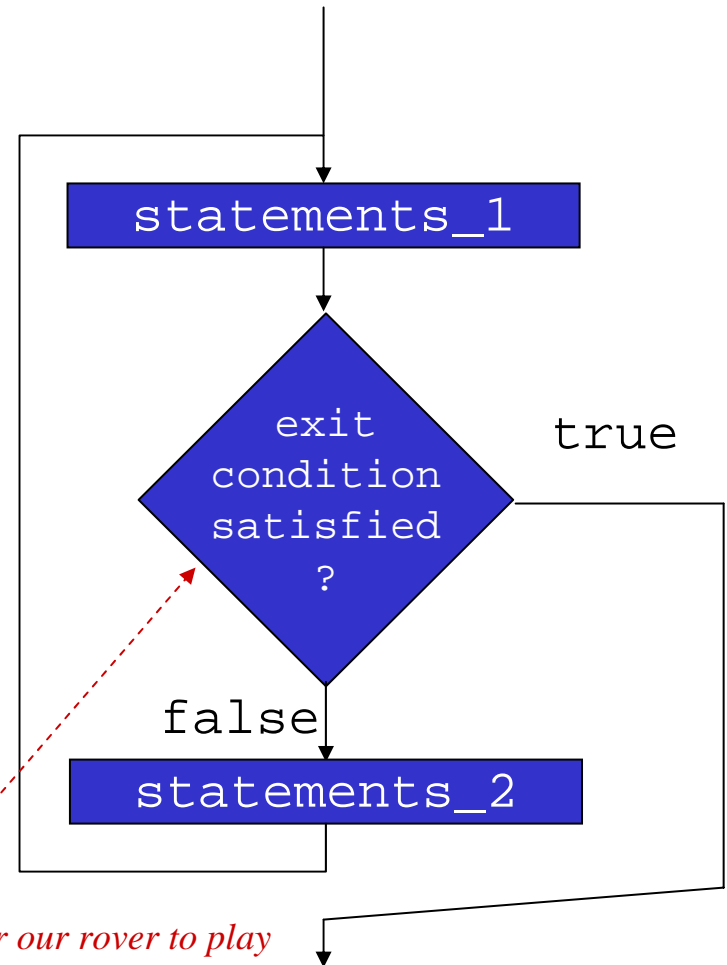 statements_1
exit
condition
satisfied
?
true
false
statements_2
our rover to play